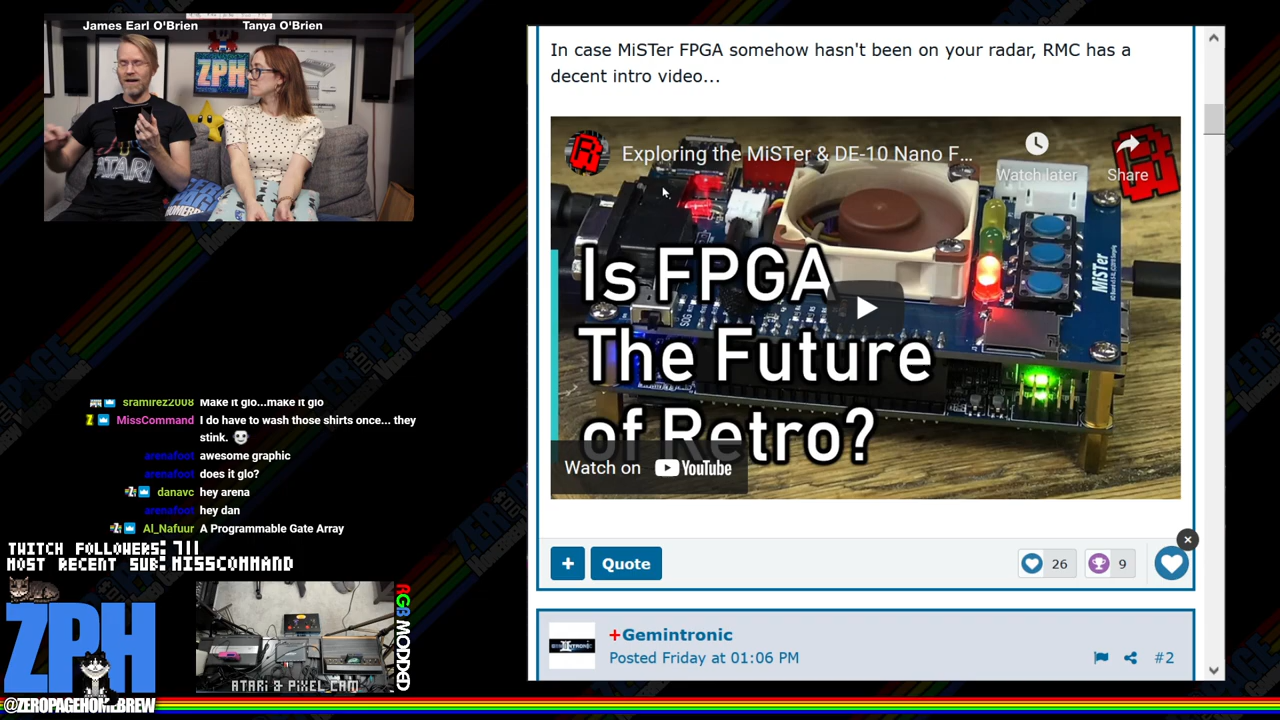 James Earl O'Brien
Tanya O'Brien
ZPH
ATARI
sramirez2008 Make it glo...make it glo
MissCommand I do have to wash those shirts once... they
stink.
arenafoot awesome graphic
arenafoot does it glo?
danavc hey arena
arenafoot hey dan
Al_Nafuur A Programmable Gate Array
TWITCH FOLLOWERS: 711
MOST RECENT SUB: MISSCOMMAND
ZPH
@ZEROPAGEHOMEBREW
ATARI & PIXEL_CAM
RGB MODDED
In case MiSTer FPGA somehow hasn't been on your radar, RMC has a
decent intro video...
Exploring the MiSTer & DE-10 Nano F...
Watch later
Share
Is FPGA
The Future
of Retro?
MiSTer
Watch on YouTube
+ Quote
26
9
+Gemintronic
Posted Friday at 01:06 PM
#2